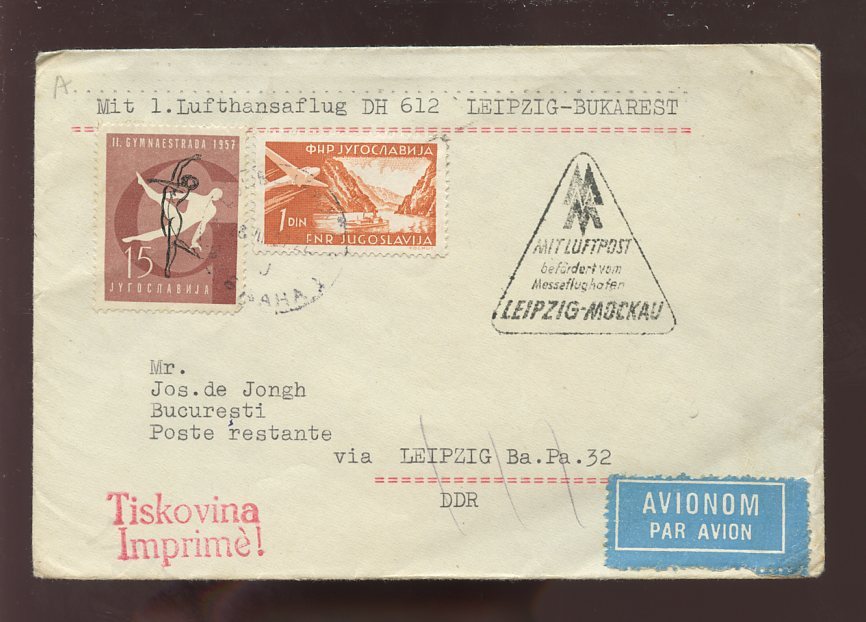 A
Mit 1.Lufthansaflug DH 612 LEIPZIG-BUKAREST
II. GYMNAESTRADA 1957
15
ЈУГОСЛАВИЈА
ФНР ЈУГОСЛАВИЈА
1 DIN
FNR JUGOSLAVIJA
MIT LUFTPOST
befördert vom
Messeflughafen
LEIPZIG-MOCKAU
Mr.
Jos.de Jongh
Bucureşti
Poste restante
via LEIPZIG Ba.Pa.32
DDR
Tiskovina
Imprimè!
AVIONOM
PAR AVION